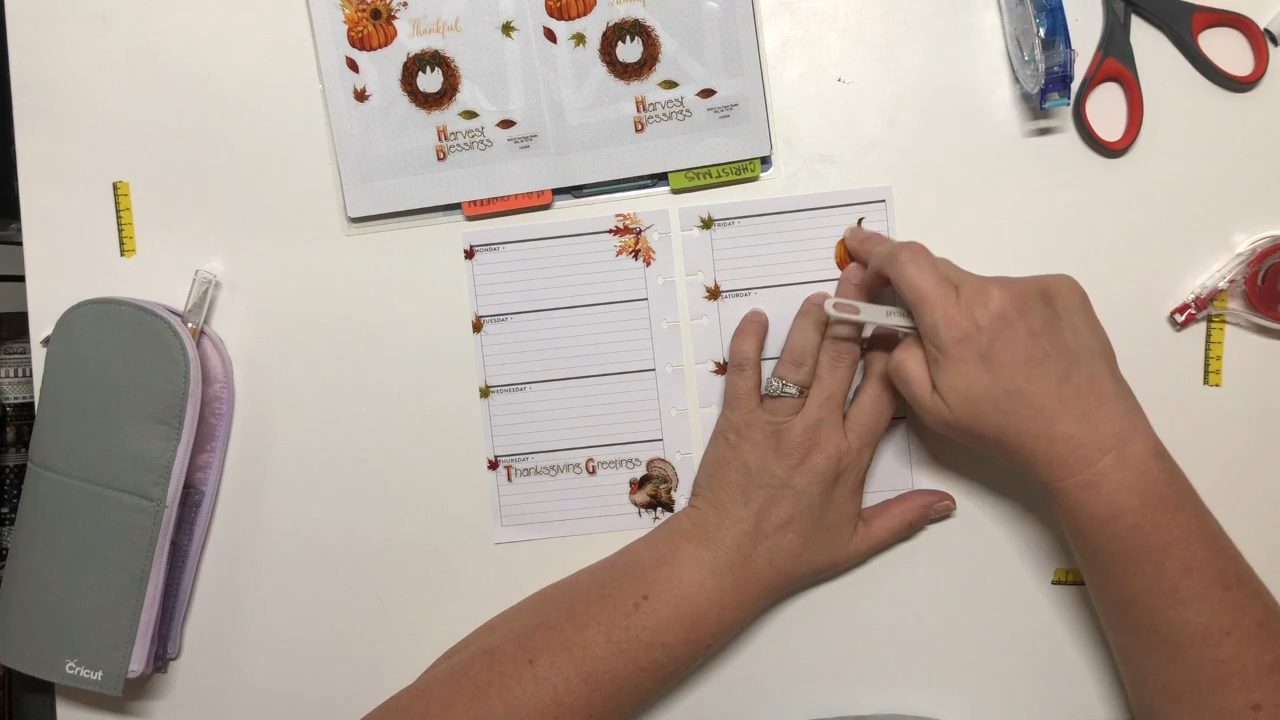 Thankful
Harvest
Blessings
Harvest
Blessings
HALLOWEEN
CHRISTMAS
MONDAY
TUESDAY
WEDNESDAY
THURSDAY
Thanksgiving Greetings
FRIDAY
SATURDAY
Cricut